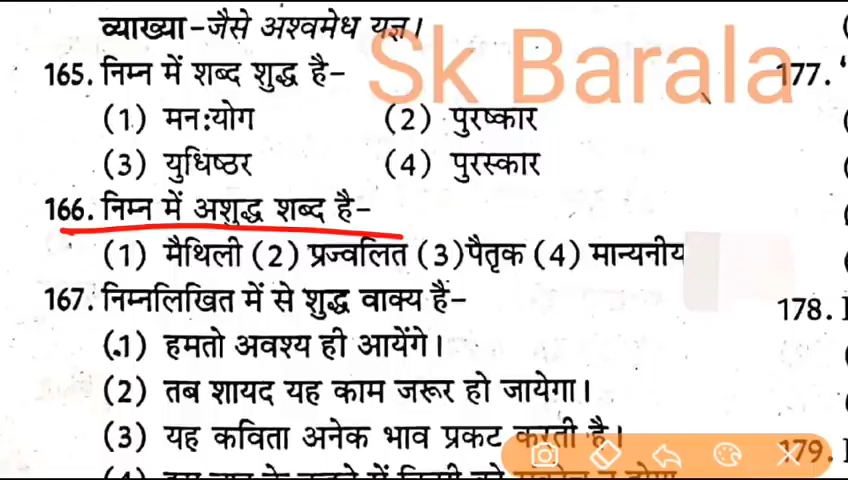 व्याख्या-जैसे अश्वमेध यज्ञ।
Sk Barala
165. निम्न में शब्द शुद्ध है-
(1) मन:योग (2) पुरष्कार
(3) युधिष्ठर (4) पुरस्कार
166. निम्न में अशुद्ध शब्द है-
(1) मैथिली (2) प्रज्वलित (3)पैतृक (4) मान्यनीय
167. निम्नलिखित में से शुद्ध वाक्य हैं-
(1) हमतो अवश्य ही आयेंगे।
(2) तब शायद यह काम जरूर हो जायेगा।
(3) यह कविता अनेक भाव प्रकट करती है।
177.
178.
179.